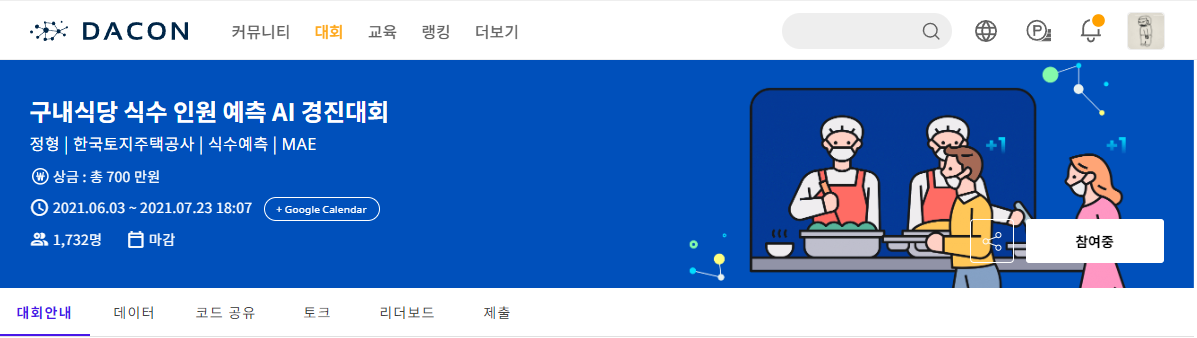 DACON 커뮤니티 대회 교육 랭킹 더보기
구내식당 식수 인원 예측 AI 경진대회
정형 | 한국토지주택공사 | 식수예측 | MAE
상금 : 총 700 만원
2021.06.03 ~ 2021.07.23 18:07 + Google Calendar
1,732명 마감
+1 +1
참여중
대회안내 데이터 코드 공유 토크 리더보드 제출